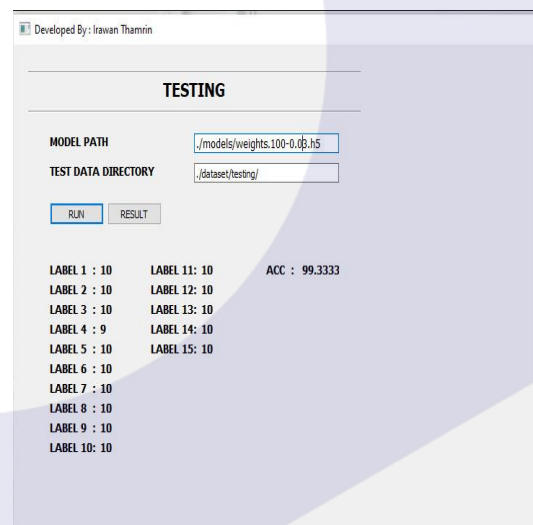 Developed By : Irawan Thamrin
TESTING
MODEL PATH ./models/weights.100-0.03.h5
TEST DATA DIRECTORY ./dataset/testing/
RUN RESULT
LABEL 1 : 10 LABEL 11: 10 ACC : 99.3333
LABEL 2 : 10 LABEL 12: 10
LABEL 3 : 10 LABEL 13: 10
LABEL 4 : 9 LABEL 14: 10
LABEL 5 : 10 LABEL 15: 10
LABEL 6 : 10
LABEL 7 : 10
LABEL 8 : 10
LABEL 9 : 10
LABEL 10: 10